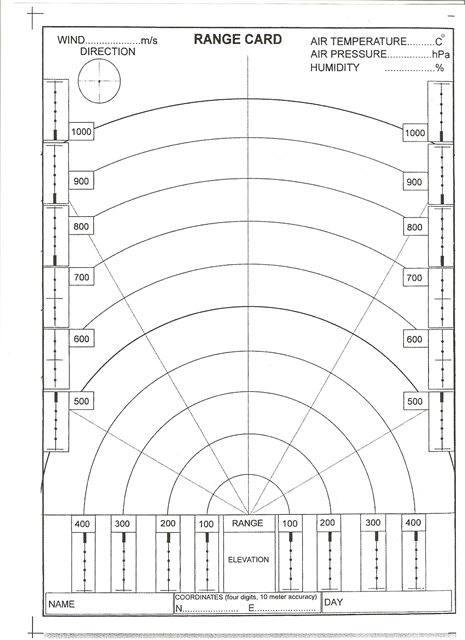 WIND....................m/s
DIRECTION
RANGE CARD
AIR TEMPERATURE........C°
AIR PRESSURE..............hPa
HUMIDITY ...............%
1000 1000
900 900
800 800
700 700
600 600
500 500
400 300 200 100 RANGE 100 200 300 400
ELEVATION
NAME
COORDINATES (four digits, 10 meter accuracy)
N.................... E....................
DAY